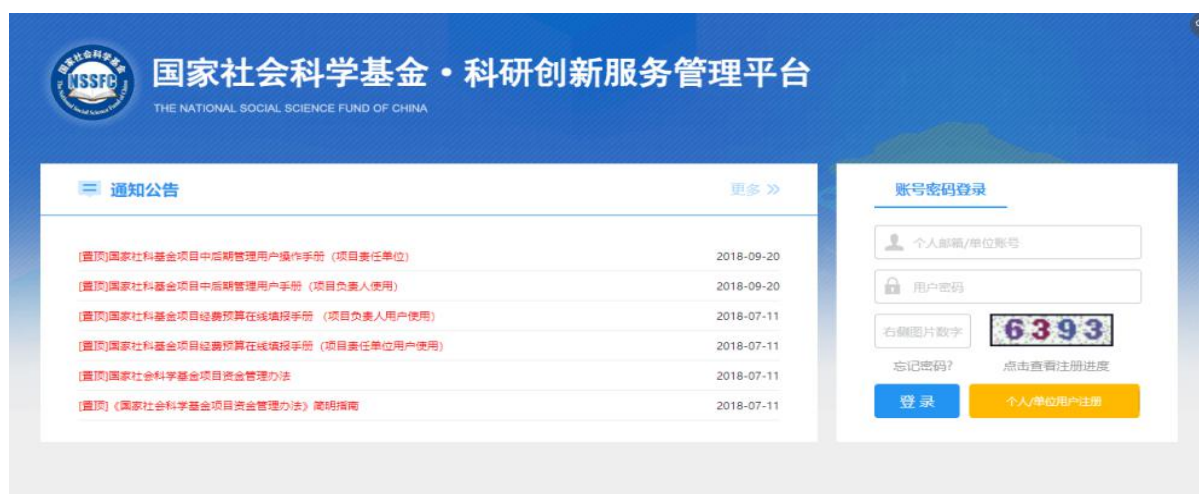 NSSFC
国家社会科学基金·科研创新服务管理平台
THE NATIONAL SOCIAL SCIENCE FUND OF CHINA
通知公告
更多
[置顶]国家社科基金项目中后期管理用户操作手册（项目责任单位）
2018-09-20
[置顶]国家社科基金项目中后期管理用户手册（项目负责人使用）
2018-09-20
[置顶]国家社科基金项目经费预算在线填报手册 （项目负责人用户使用）
2018-07-11
[置顶]国家社科基金项目经费预算在线填报手册（项目责任单位用户使用）
2018-07-11
[置顶]国家社会科学基金项目资金管理办法
2018-07-11
[置顶]《国家社会科学基金项目资金管理办法》简明指南
2018-07-11
账号密码登录
个人邮箱/单位账号
用户密码
右侧图片数字
6393
忘记密码?
点击查看注册进度
登 录
个人/单位用户注册